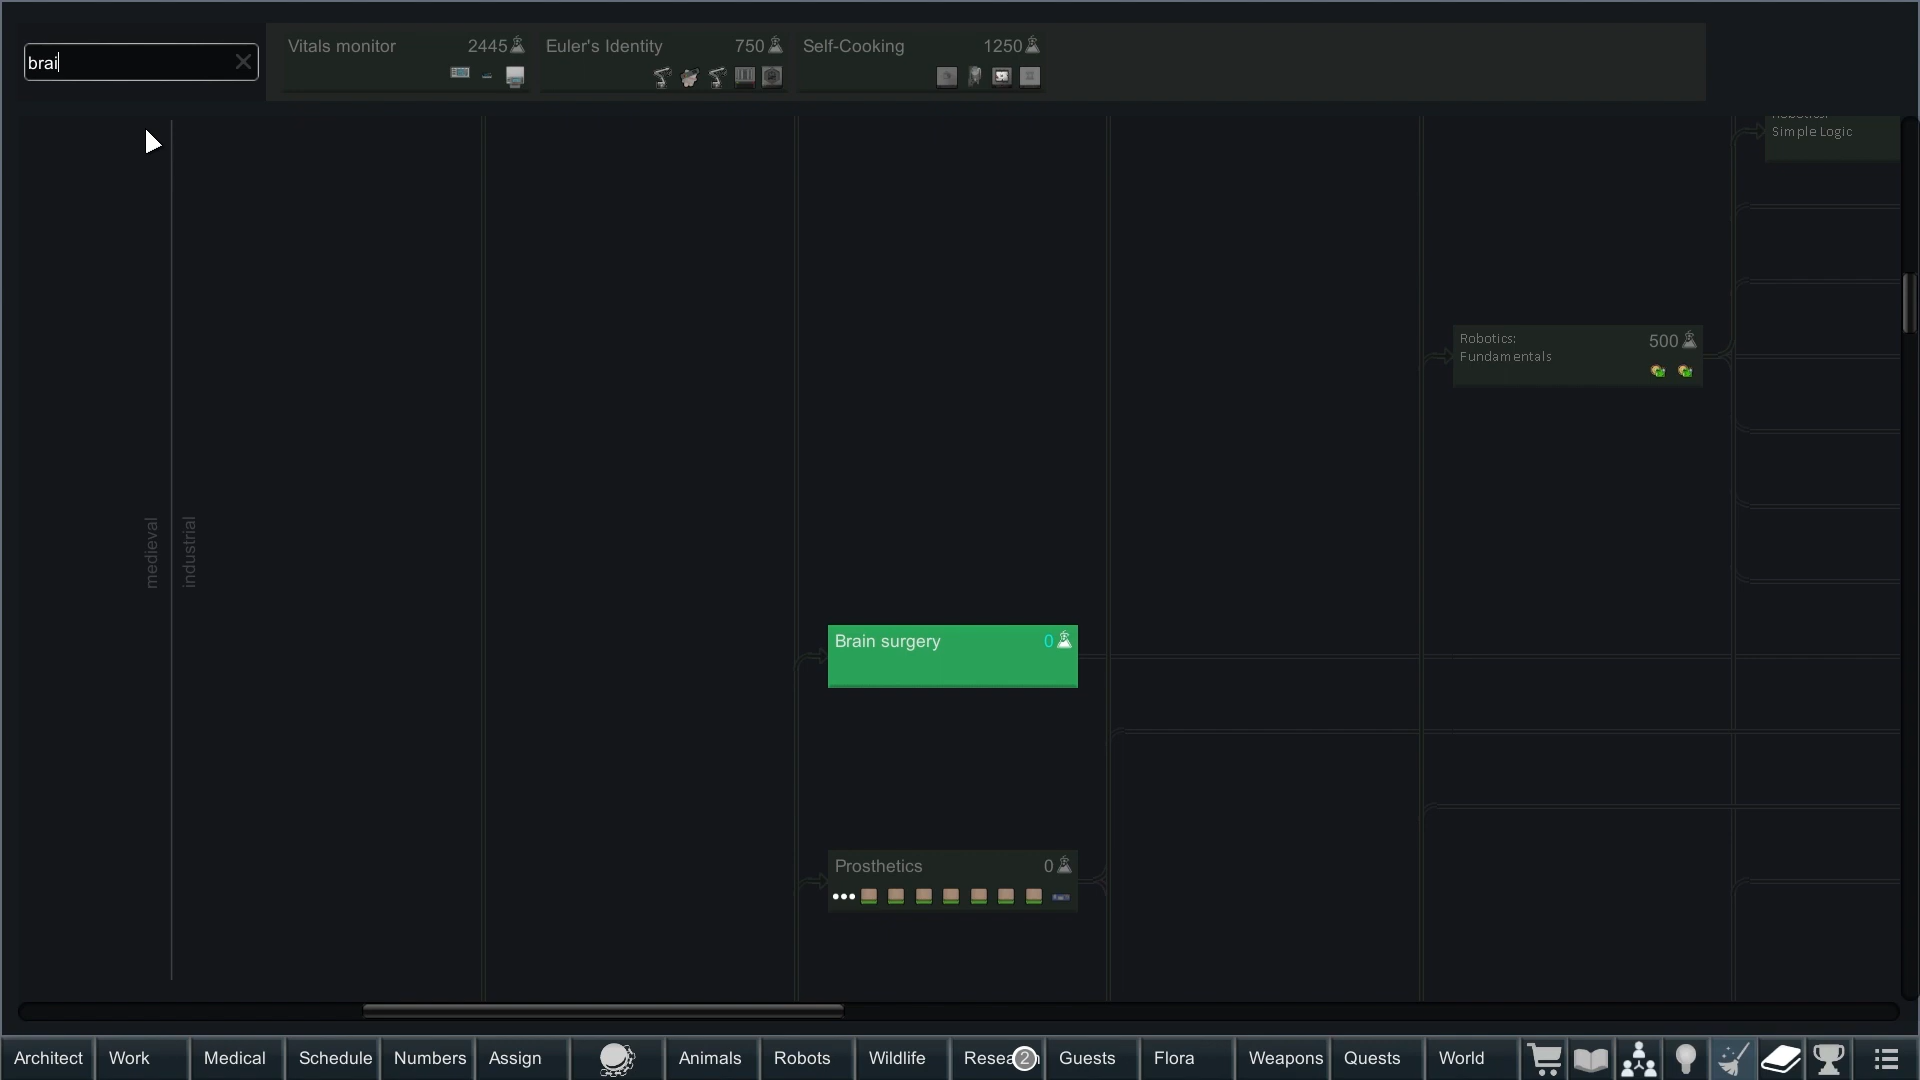 brai
Vitals monitor 2445
Euler's Identity 750
Self-Cooking 1250
Simple Logic
Robotics: 500
Fundamentals
medieval
industrial
Brain surgery 0
Prosthetics 0
Architect Work Medical Schedule Numbers Assign Animals Robots Wildlife Resea 2 Guests Flora Weapons Quests World